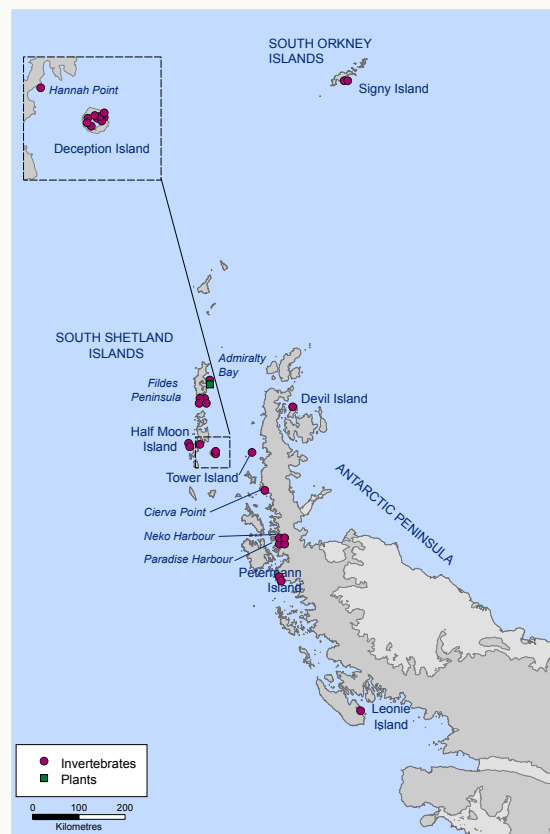 SOUTH ORKNEY
ISLANDS
Signy Island
Hannah Point
Deception Island
SOUTH SHETLAND
ISLANDS
Admiralty
Bay
Fildes
Peninsula
Devil Island
Half Moon
Island
Tower Island
ANTARCTIC PENINSULA
Cierva Point
Neko Harbour
Paradise Harbour
Petermann
Island
Leonie
Island
Invertebrates
Plants
0 100 200
Kilometres